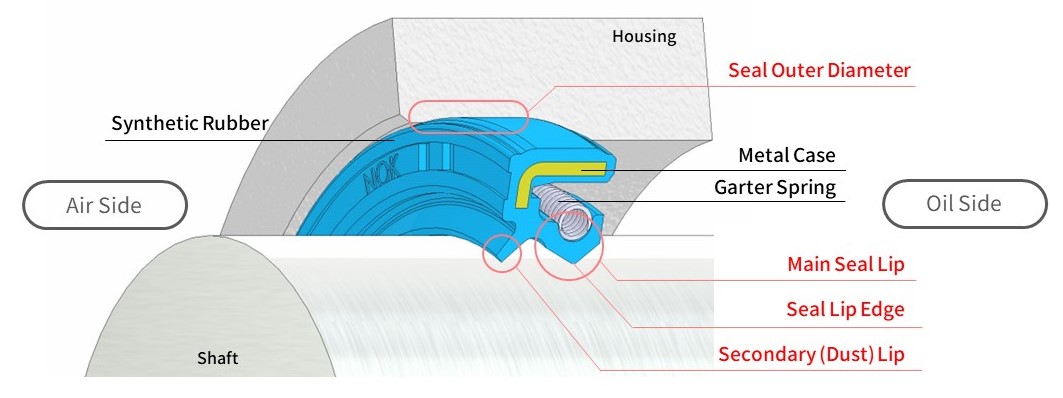 Housing
Seal Outer Diameter
Synthetic Rubber
Metal Case
NOK
Garter Spring
Air Side
Oil Side
Main Seal Lip
Seal Lip Edge
Shaft
Secondary (Dust) Lip